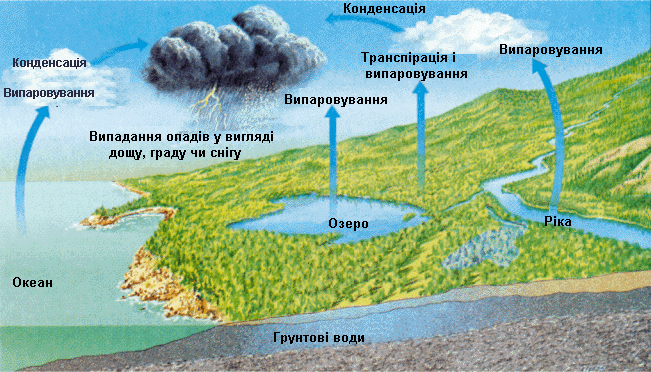 Конденсація
Конденсація
Випаровування
Транспірація і
випаровування
Випаровування
Випаровування
Випадання опадів у вигляді
дощу, граду чи снігу
Озеро
Ріка
Океан
Грунтові води